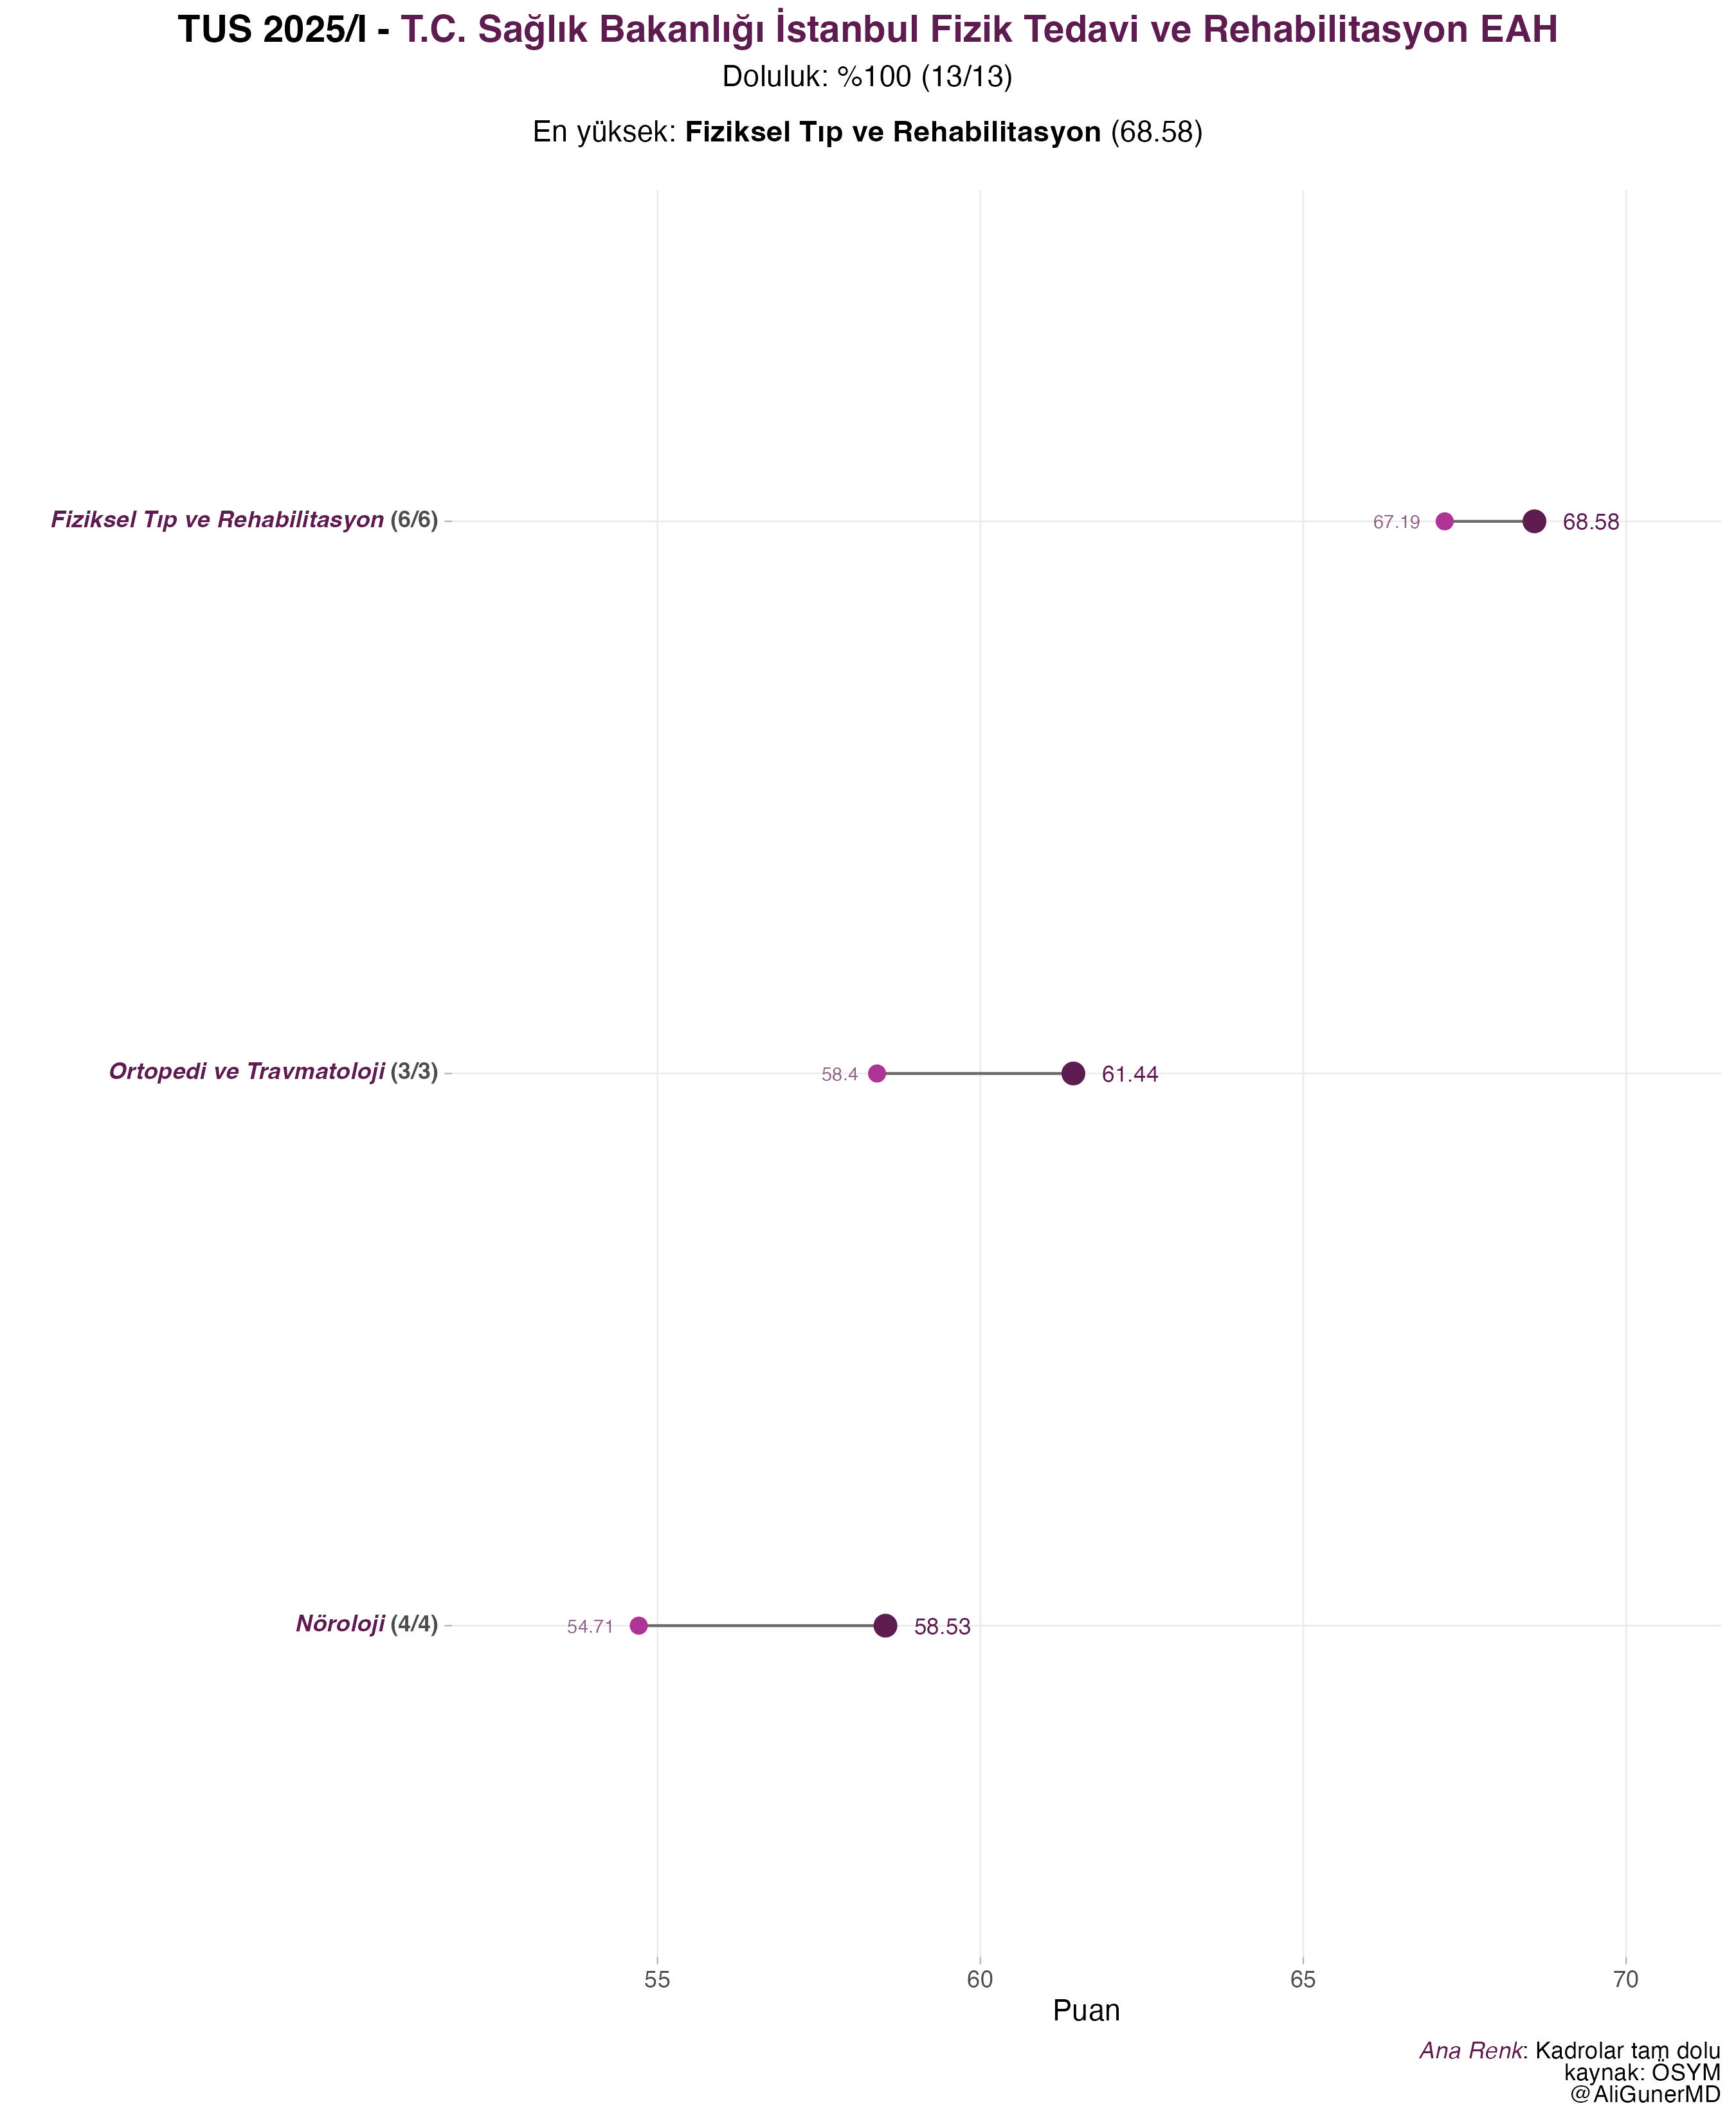 TUS 2025/I - T.C. Sağlık Bakanlığı İstanbul Fizik Tedavi ve Rehabilitasyon EAH
Doluluk: %100 (13/13)
En yüksek: Fiziksel Tıp ve Rehabilitasyon (68.58)
Fiziksel Tıp ve Rehabilitasyon (6/6) 67.19 68.58
Ortopedi ve Travmatoloji (3/3) 58.4 61.44
Nöroloji (4/4) 54.71 58.53
55 60 65 70
Puan
Ana Renk: Kadrolar tam dolu
kaynak: ÖSYM
@AliGunerMD